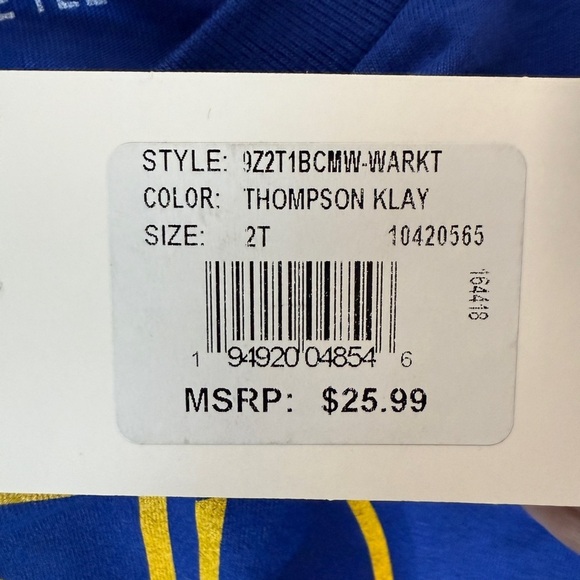 STYLE: 9Z2T1BCMW-WARKT
COLOR: THOMPSON KLAY
SIZE: 2T 10420565
164418
1 94920 04854 6
MSRP: $25.99